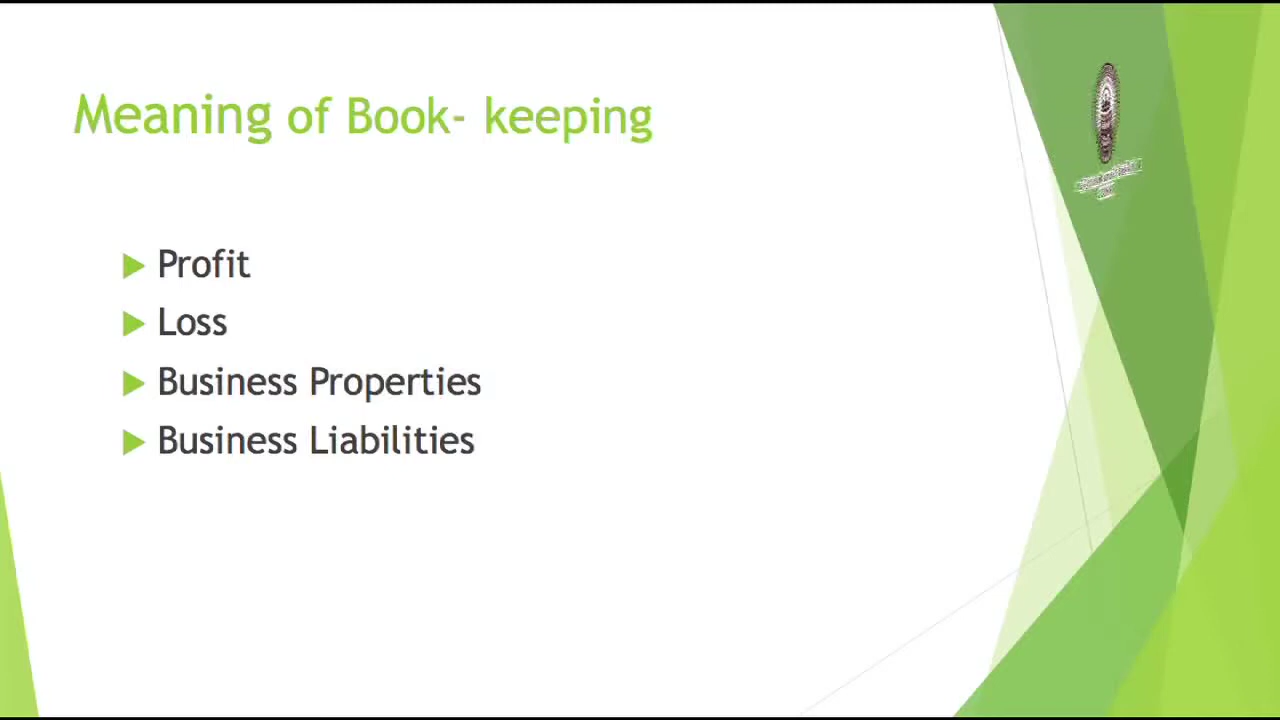 Meaning of Book- keeping
Profit
Loss
Business Properties
Business Liabilities